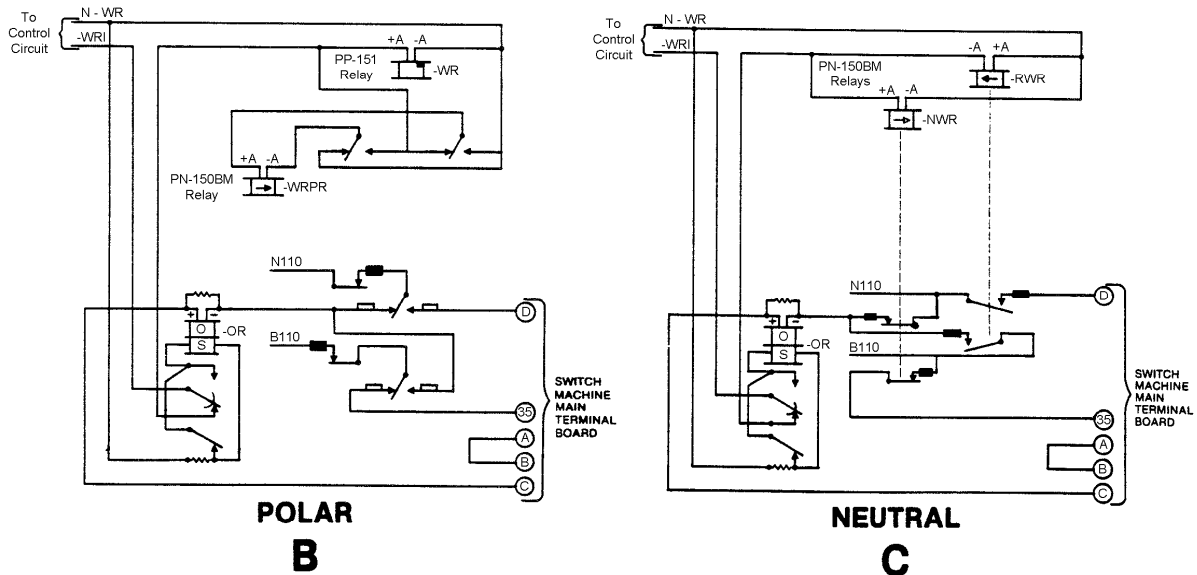 To
Control
Circuit
N - WR
-WRI
+A -A
PP-151
Relay
-WR
+A -A
PN-150BM
Relay
-WRPR
N110
+ -
O
S
-OR
B110
D
35
A
B
C
SWITCH
MACHINE
MAIN
TERMINAL
BOARD
POLAR
B
To
Control
Circuit
N - WR
-WRI
-A +A
PN-150BM
Relays
-RWR
+A -A
-NWR
N110
+ -
O
S
-OR
B110
D
35
A
B
C
SWITCH
MACHINE
MAIN
TERMINAL
BOARD
NEUTRAL
C